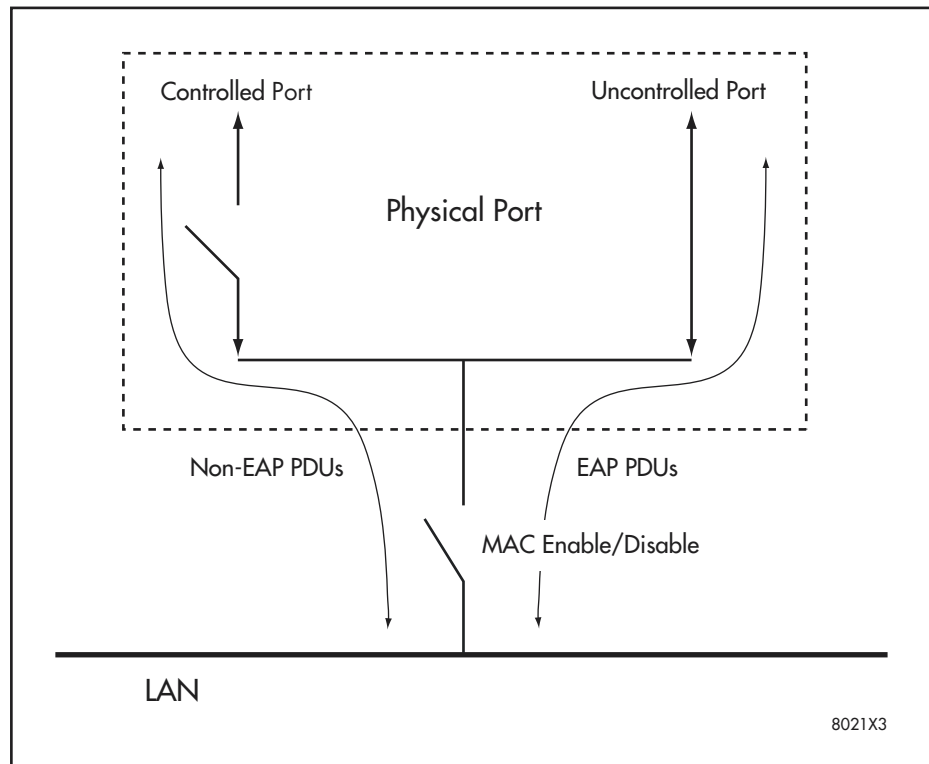 Controlled Port
Uncontrolled Port
Physical Port
Non-EAP PDUs
EAP PDUs
MAC Enable/Disable
LAN
8021X3